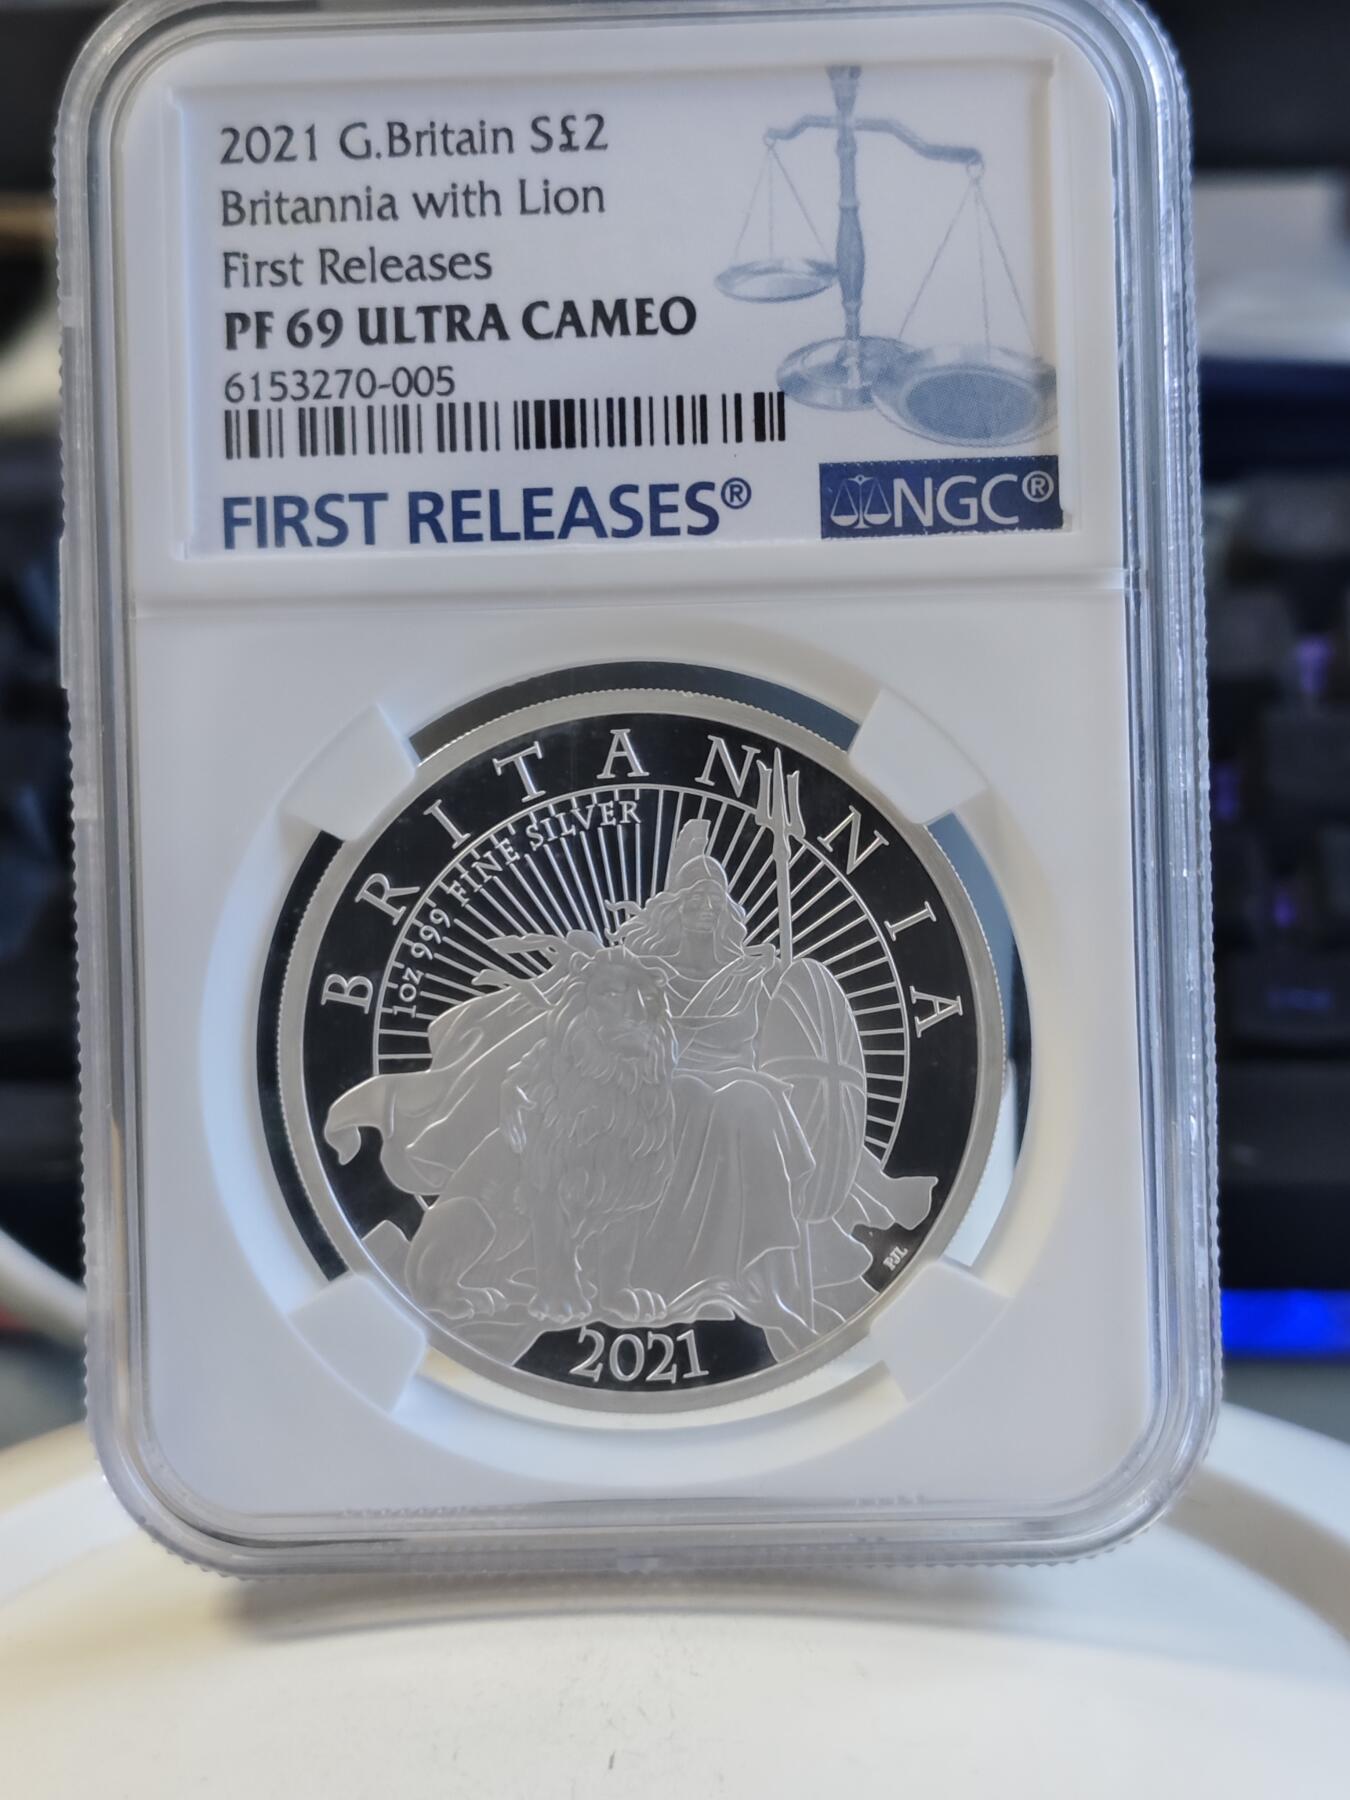 2021 G.Britain S£2
Britannia with Lion
First Releases
PF 69 ULTRA CAMEO
6153270-005
FIRST RELEASES®
NGC®
BRITANNIA
1oz 999 FINE SILVER
PJL
2021